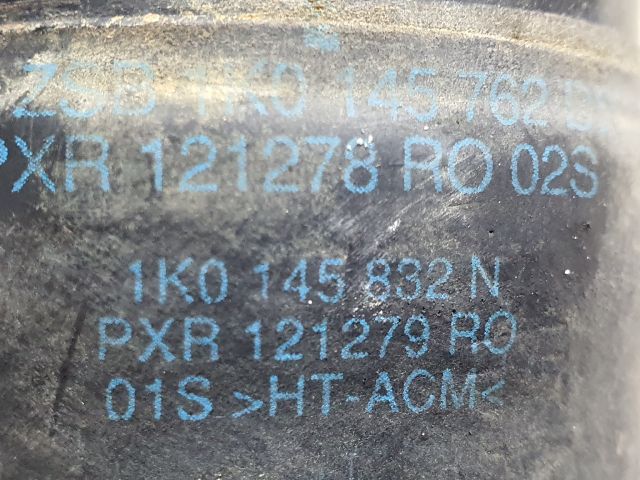 ZSB 1K0 145 762
PXR 121278 RO 02S
1K0 145 832 N
PXR 121279 RO
01S >HT-ACM<